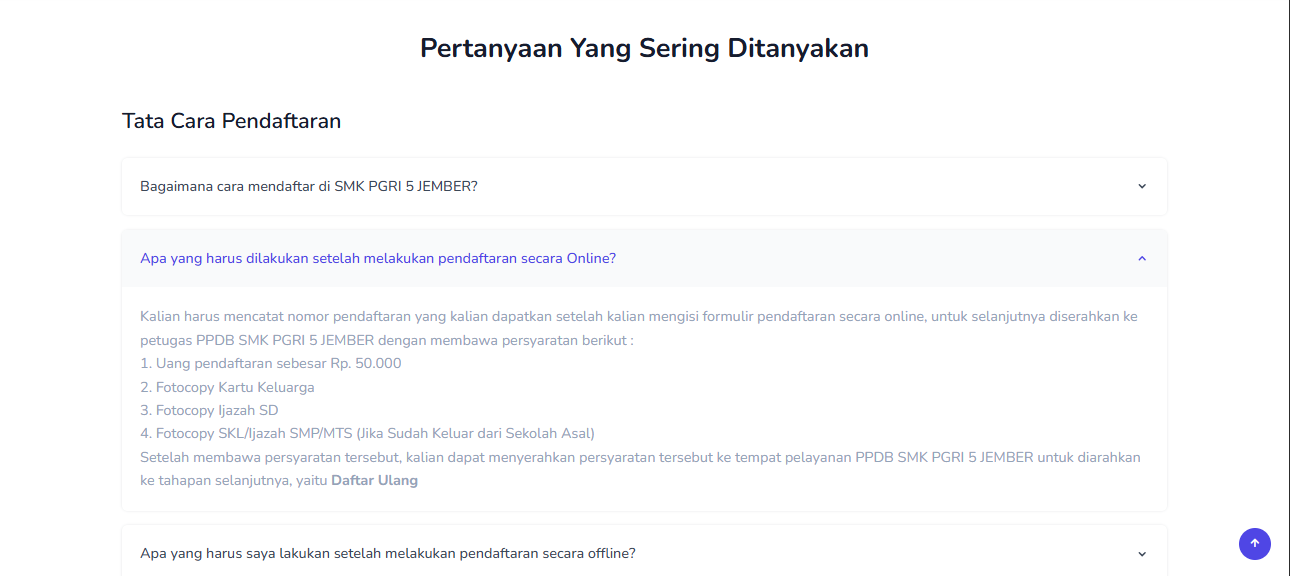 Pertanyaan Yang Sering Ditanyakan
Tata Cara Pendaftaran
Bagaimana cara mendaftar di SMK PGRI 5 JEMBER?
Apa yang harus dilakukan setelah melakukan pendaftaran secara Online?
Kalian harus mencatat nomor pendaftaran yang kalian dapatkan setelah kalian mengisi formulir pendaftaran secara online, untuk selanjutnya diserahkan ke
petugas PPDB SMK PGRI 5 JEMBER dengan membawa persyaratan berikut :
1. Uang pendaftaran sebesar Rp. 50.000
2. Fotocopy Kartu Keluarga
3. Fotocopy Ijazah SD
4. Fotocopy SKL/Ijazah SMP/MTS (Jika Sudah Keluar dari Sekolah Asal)
Setelah membawa persyaratan tersebut, kalian dapat menyerahkan persyaratan tersebut ke tempat pelayanan PPDB SMK PGRI 5 JEMBER untuk diarahkan
ke tahapan selanjutnya, yaitu Daftar Ulang
Apa yang harus saya lakukan setelah melakukan pendaftaran secara offline?